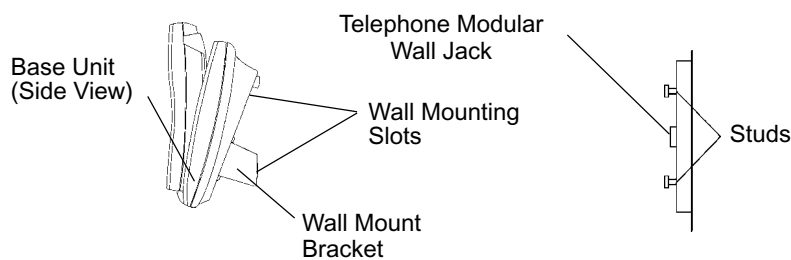 Telephone Modular
Wall Jack
Base Unit
(Side View)
Wall Mounting
Slots
Studs
Wall Mount
Bracket